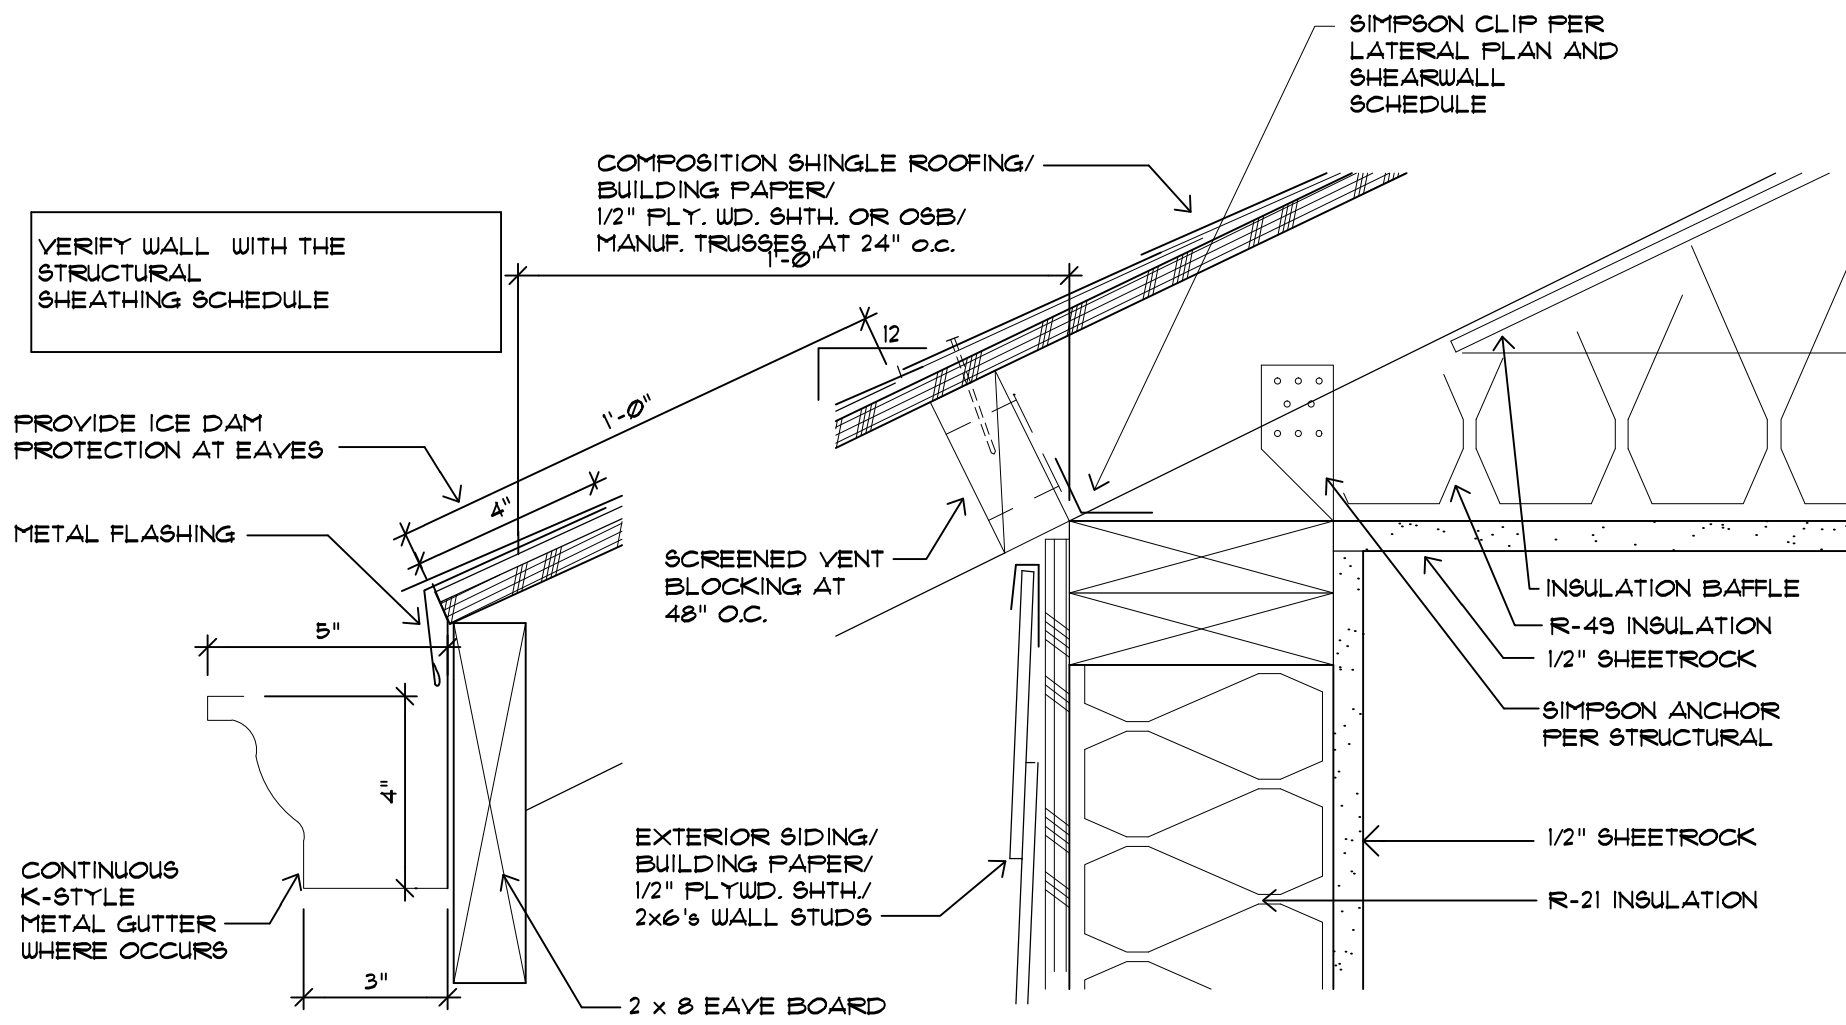 SIMPSON CLIP PER
LATERAL PLAN AND
SHEARWALL
SCHEDULE
COMPOSITION SHINGLE ROOFING/
BUILDING PAPER/
1/2" PLY. WD. SHTH. OR OSB/
MANUF. TRUSSES AT 24" O.C.
1'-0"
VERIFY WALL WITH THE
STRUCTURAL
SHEATHING SCHEDULE
12
1'-0"
PROVIDE ICE DAM
PROTECTION AT EAVES
4"
METAL FLASHING
SCREENED VENT
BLOCKING AT
48" O.C.
INSULATION BAFFLE
R-49 INSULATION
1/2" SHEETROCK
SIMPSON ANCHOR
PER STRUCTURAL
5"
4"
EXTERIOR SIDING/
BUILDING PAPER/
1/2" PLYWD. SHTH./
2x6's WALL STUDS
1/2" SHEETROCK
R-21 INSULATION
CONTINUOUS
K-STYLE
METAL GUTTER
WHERE OCCURS
3"
2 x 8 EAVE BOARD